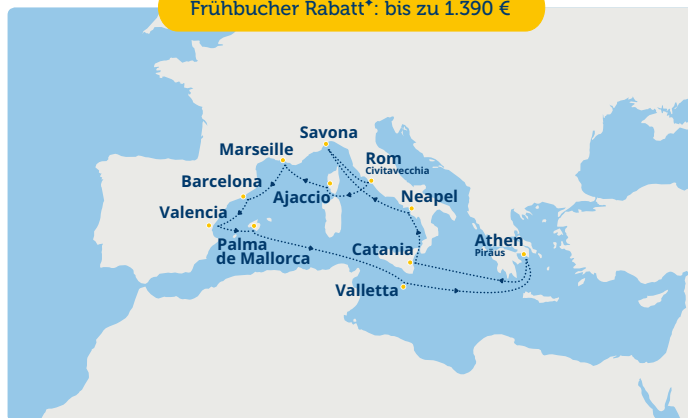 Frühbucher Rabatt✦: bis zu 1.390 €
Savona
Marseille
Rom
Civitavecchia
Barcelona
Ajaccio
Neapel
Valencia
Palma
de Mallorca
Catania
Athen
Piräus
Valletta